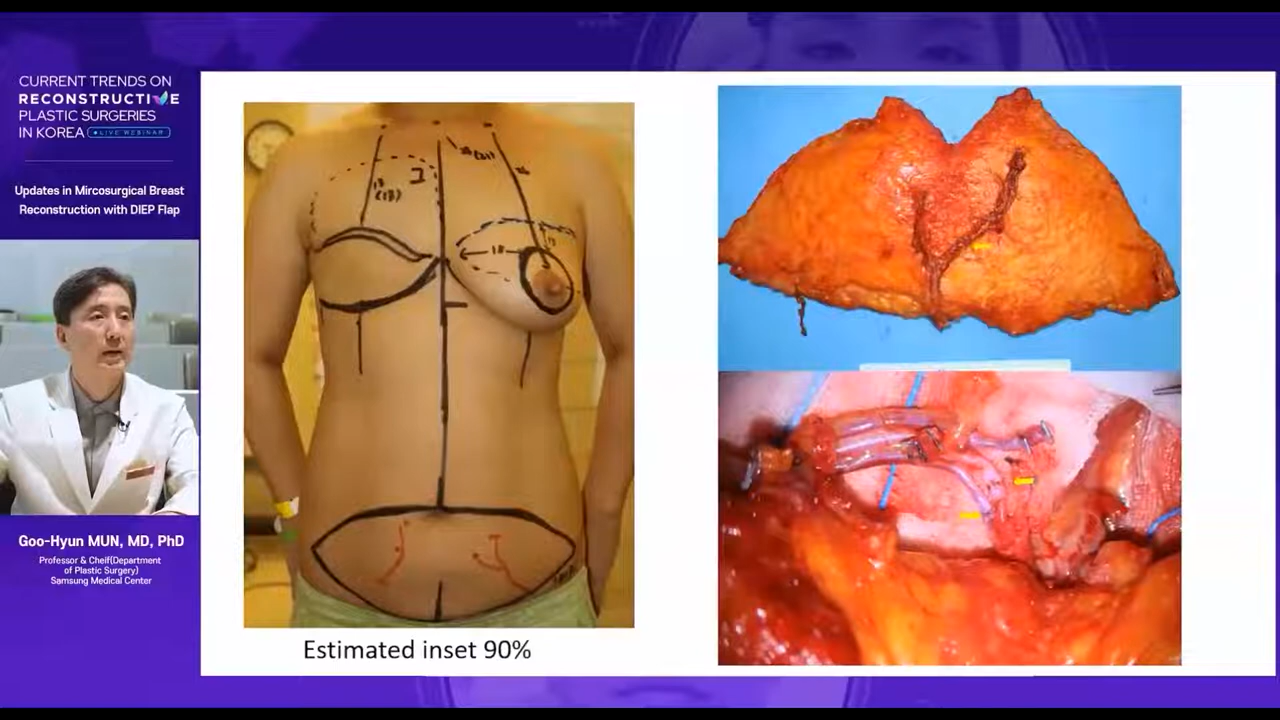 CURRENT TRENDS ON
RECONSTRUCTIVE
PLASTIC SURGERIES
IN KOREA LIVE WEBINAR
Updates in Mircosurgical Breast
Reconstruction with DIEP Flap
Goo-Hyun MUN, MD, PhD
Professor & Cheif(Department
of Plastic Surgery)
Samsung Medical Center
18
Estimated inset 90%